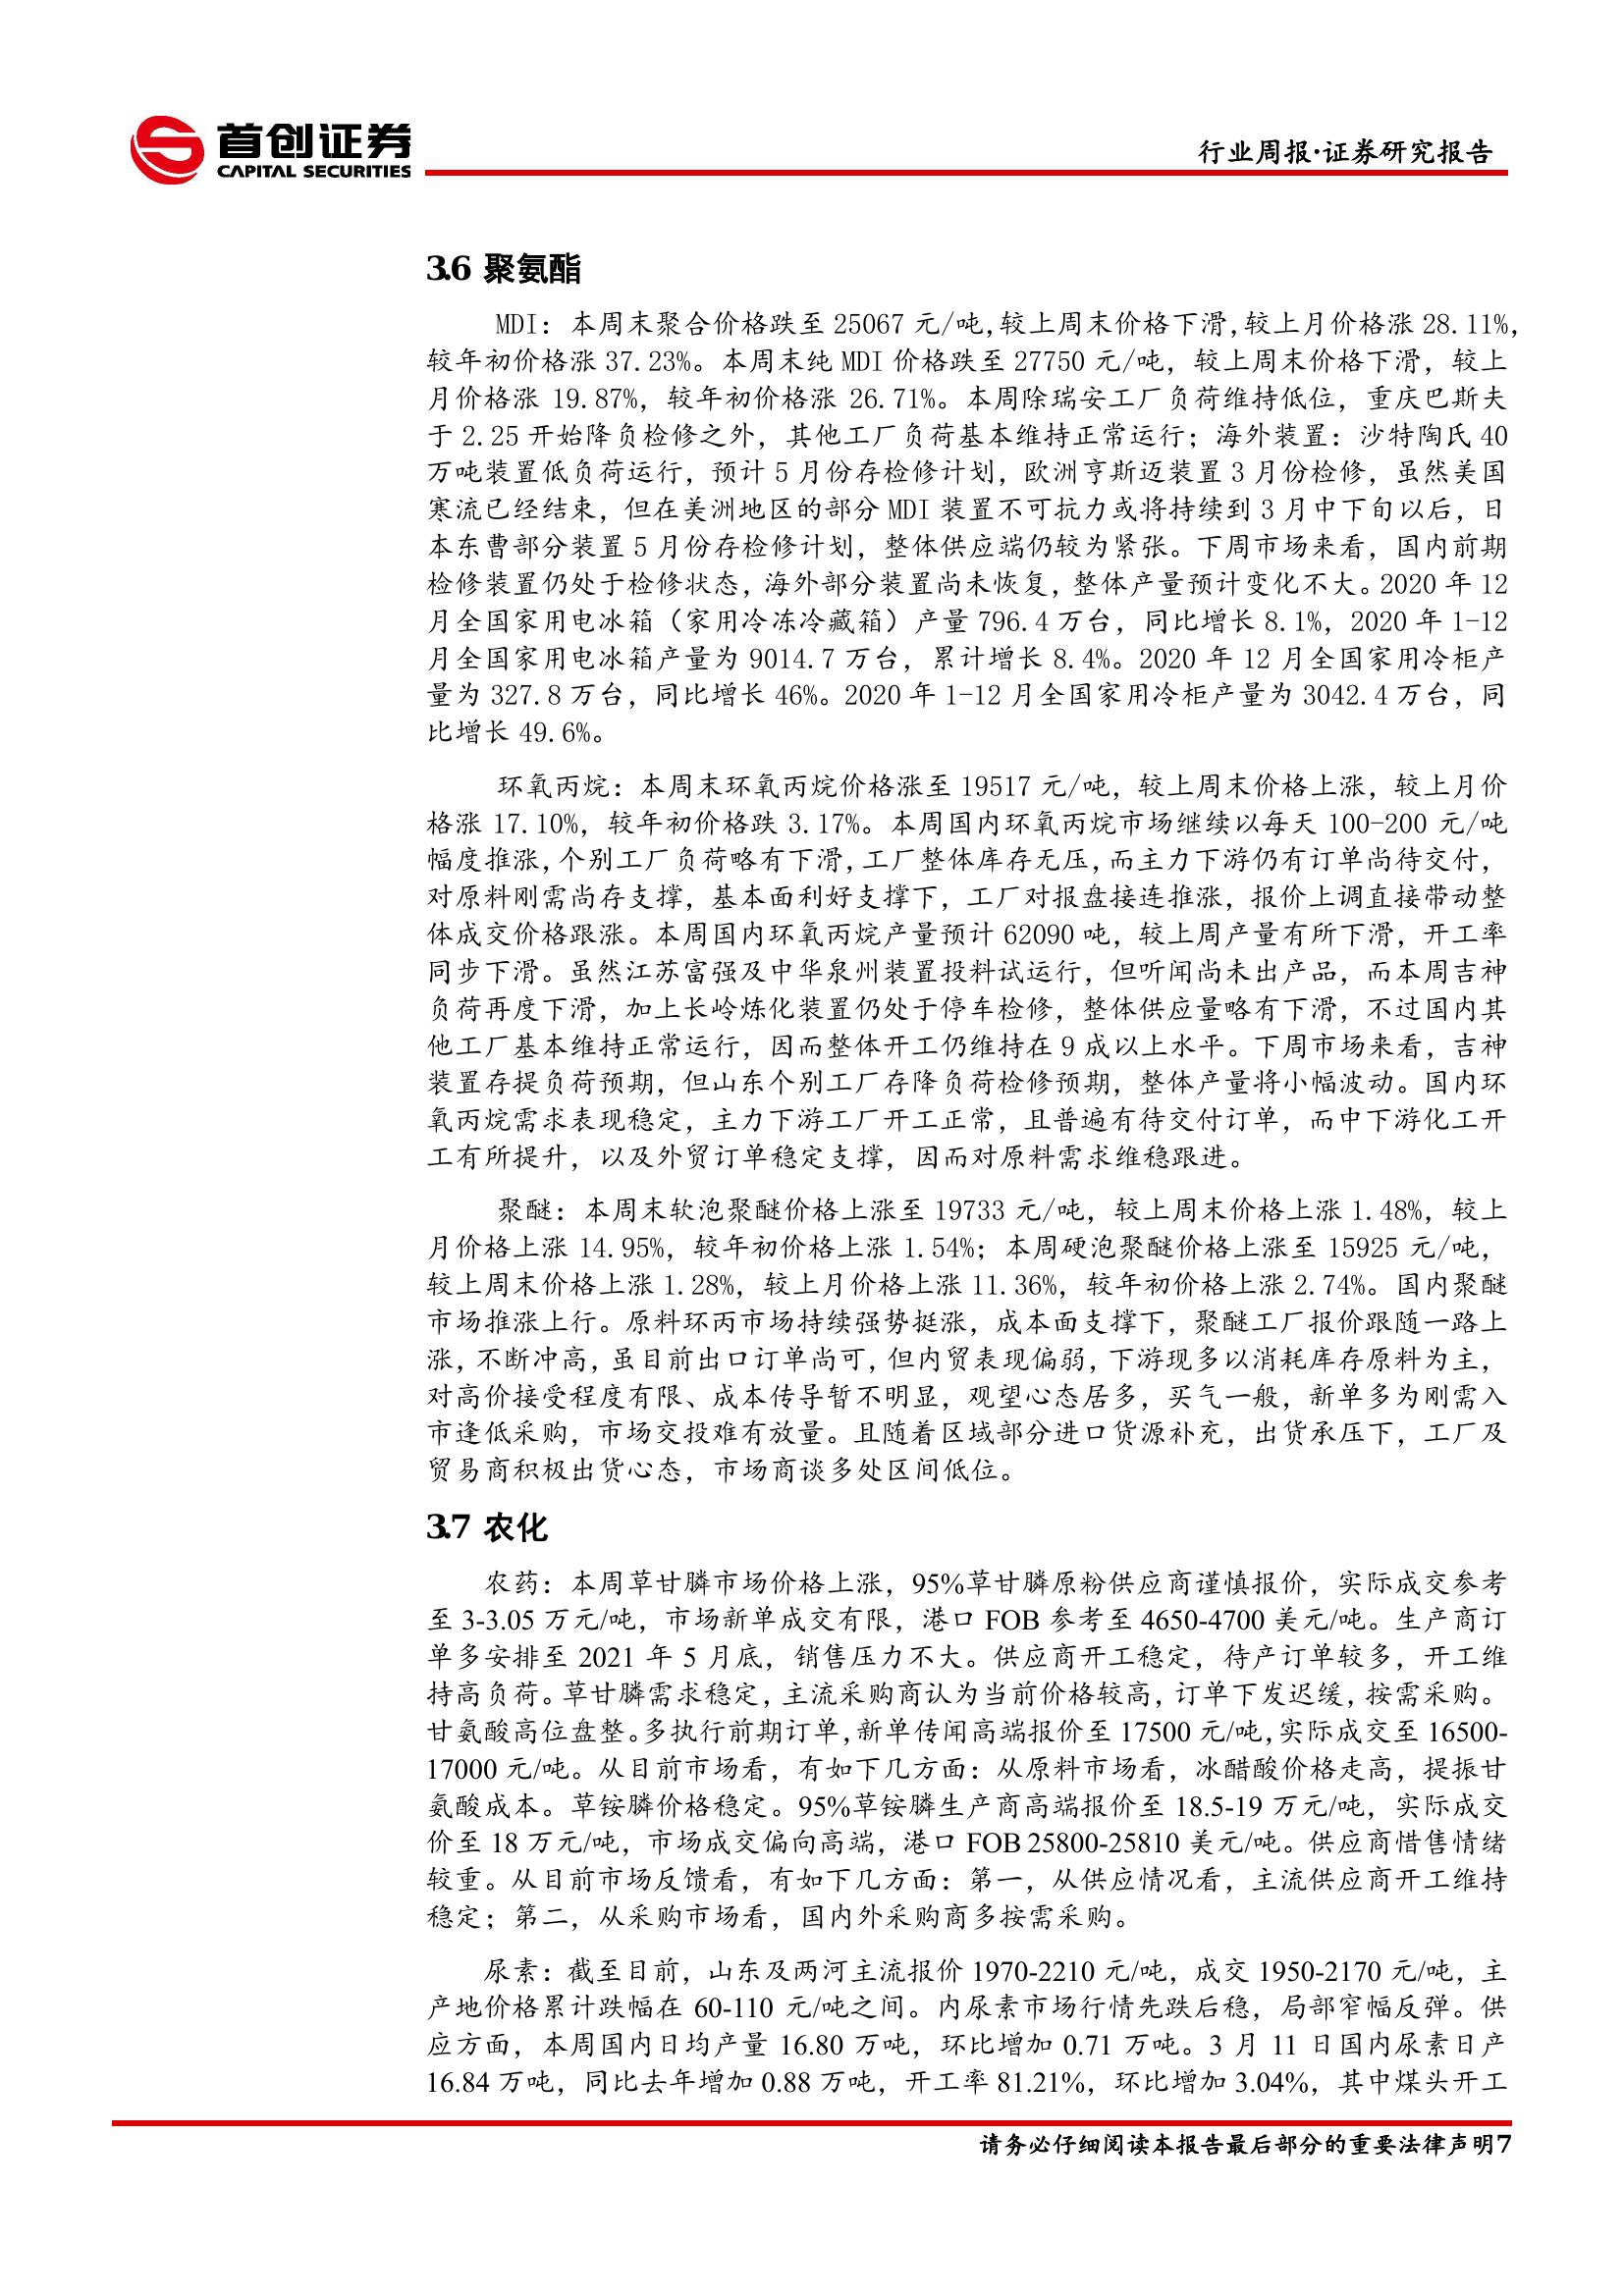 首创证券
CAPITAL SECURITIES
行业周报·证券研究报告
3.6 聚氨酯
MDI：本周末聚合价格跌至 25067 元/吨，较上周末价格下滑，较上月价格涨 28.11%，
较年初价格涨 37.23%。本周末纯 MDI 价格跌至 27750 元/吨，较上周末价格下滑，较上
月价格涨 19.87%，较年初价格涨 26.71%。本周除瑞安工厂负荷维持低位，重庆巴斯夫
于 2.25 开始降负检修之外，其他工厂负荷基本维持正常运行；海外装置：沙特陶氏 40
万吨装置低负荷运行，预计 5 月份存检修计划，欧洲亨斯迈装置 3 月份检修，虽然美国
寒流已经结束，但在美洲地区的部分 MDI 装置不可抗力或将持续到 3 月中下旬以后，日
本东曹部分装置 5 月份存检修计划，整体供应端仍较为紧张。下周市场来看，国内前期
检修装置仍处于检修状态，海外部分装置尚未恢复，整体产量预计变化不大。2020 年 12
月全国家用电冰箱（家用冷冻冷藏箱）产量 796.4 万台，同比增长 8.1%，2020 年 1-12
月全国家用电冰箱产量为 9014.7 万台，累计增长 8.4%。2020 年 12 月全国家用冷柜产
量为 327.8 万台，同比增长 46%。2020 年 1-12 月全国家用冷柜产量为 3042.4 万台，同
比增长 49.6%。
环氧丙烷：本周末环氧丙烷价格涨至 19517 元/吨，较上周末价格上涨，较上月价
格涨 17.10%，较年初价格跌 3.17%。本周国内环氧丙烷市场继续以每天 100-200 元/吨
幅度推涨，个别工厂负荷略有下滑，工厂整体库存无压，而主力下游仍有订单尚待交付，
对原料刚需尚存支撑，基本面利好支撑下，工厂对报盘接连推涨，报价上调直接带动整
体成交价格跟涨。本周国内环氧丙烷产量预计 62090 吨，较上周产量有所下滑，开工率
同步下滑。虽然江苏富强及中华泉州装置投料试运行，但听闻尚未出产品，而本周吉神
负荷再度下滑，加上长岭炼化装置仍处于停车检修，整体供应量略有下滑，不过国内其
他工厂基本维持正常运行，因而整体开工仍维持在 9 成以上水平。下周市场来看，吉神
装置存提负荷预期，但山东个别工厂存降负荷检修预期，整体产量将小幅波动。国内环
氧丙烷需求表现稳定，主力下游工厂开工正常，且普遍有待交付订单，而中下游化工开
工有所提升，以及外贸订单稳定支撑，因而对原料需求维稳跟进。
聚醚：本周末软泡聚醚价格上涨至 19733 元/吨，较上周末价格上涨 1.48%，较上
月价格上涨 14.95%，较年初价格上涨 1.54%；本周硬泡聚醚价格上涨至 15925 元/吨，
较上周末价格上涨 1.28%，较上月价格上涨 11.36%，较年初价格上涨 2.74%。国内聚醚
市场推涨上行。原料环丙市场持续强势挺涨，成本面支撑下，聚醚工厂报价跟随一路上
涨，不断冲高，虽目前出口订单尚可，但内贸表现偏弱，下游现多以消耗库存原料为主，
对高价接受程度有限、成本传导暂不明显，观望心态居多，买气一般，新单多为刚需入
市逢低采购，市场交投难有放量。且随着区域部分进口货源补充，出货承压下，工厂及
贸易商积极出货心态，市场商谈多处区间低位。
3.7 农化
农药：本周草甘膦市场价格上涨，95%草甘膦原粉供应商谨慎报价，实际成交参考
至 3-3.05 万元/吨，市场新单成交有限，港口 FOB 参考至 4650-4700 美元/吨。生产商订
单多安排至 2021 年 5 月底，销售压力不大。供应商开工稳定，待产订单较多，开工维
持高负荷。草甘膦需求稳定，主流采购商认为当前价格较高，订单下发迟缓，按需采购。
甘氨酸高位盘整。多执行前期订单，新单传闻高端报价至 17500 元/吨，实际成交至 16500-
17000 元/吨。从目前市场看，有如下几方面：从原料市场看，冰醋酸价格走高，提振甘
氨酸成本。草铵膦价格稳定。95%草铵膦生产商高端报价至 18.5-19 万元/吨，实际成交
价至 18 万元/吨，市场成交偏向高端，港口 FOB 25800-25810 美元/吨。供应商惜售情绪
较重。从目前市场反馈看，有如下几方面：第一，从供应情况看，主流供应商开工维持
稳定；第二，从采购市场看，国内外采购商多按需采购。
尿素：截至目前，山东及两河主流报价 1970-2210 元/吨，成交 1950-2170 元/吨，主
产地价格累计跌幅在 60-110 元/吨之间。内尿素市场行情先跌后稳，局部窄幅反弹。供
应方面，本周国内日均产量 16.80 万吨，环比增加 0.71 万吨。3 月 11 日国内尿素日产
16.84 万吨，同比去年增加 0.88 万吨，开工率 81.21%，环比增加 3.04%，其中煤头开工
请务必仔细阅读本报告最后部分的重要法律声明7